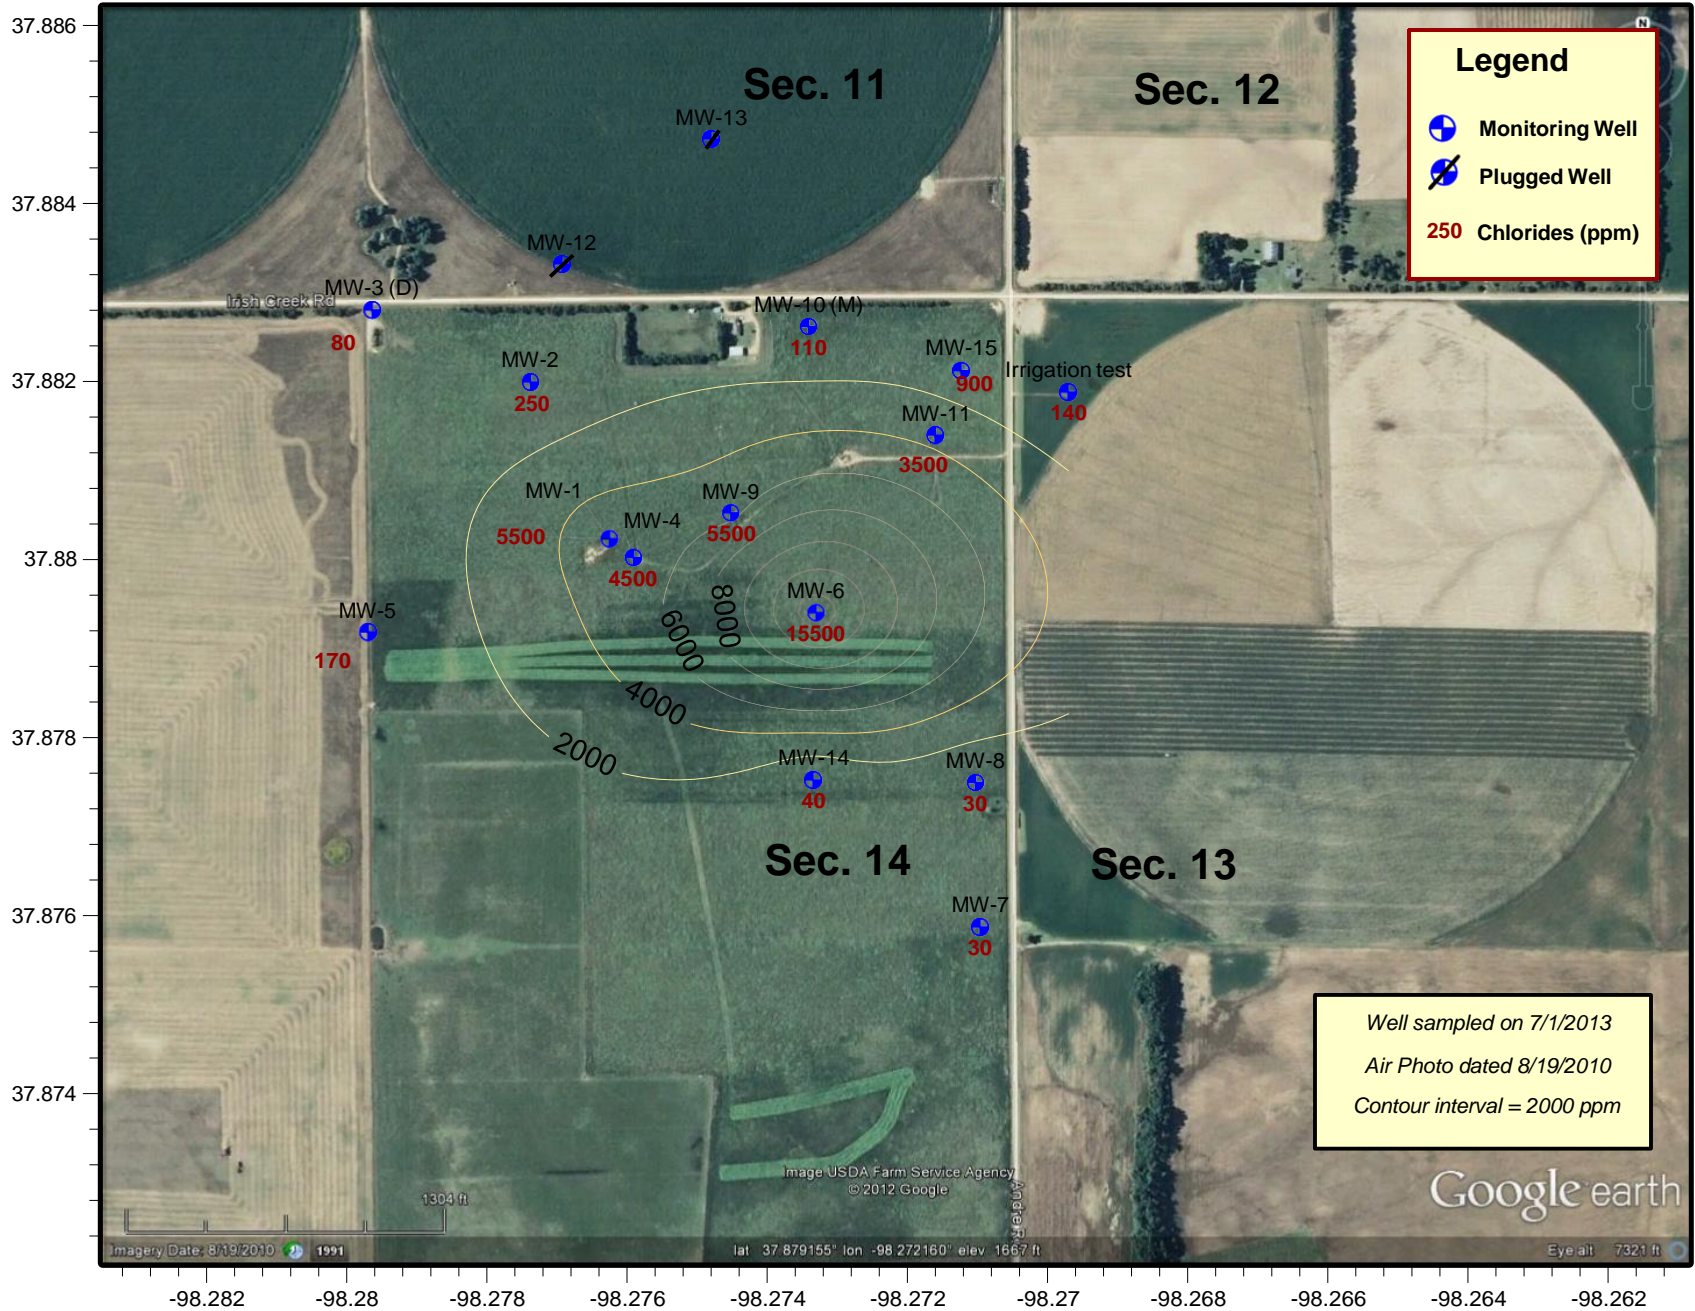 37.886
37.884
37.882
37.88
37.878
37.876
37.874
Sec. 11
Sec. 12
Legend
Monitoring Well
Plugged Well
250 Chlorides (ppm)
N
MW-13
MW-12
MW-3 (D)
Irish Creek Rd
80
MW-10 (M)
110
MW-2
250
MW-15
900
Irrigation test
140
MW-11
3500
MW-1
5500
MW-9
5500
MW-4
4500
MW-6
15500
MW-5
170
8000
6000
4000
2000
MW-14
40
MW-8
30
Sec. 14
Sec. 13
MW-7
30
Well sampled on 7/1/2013
Air Photo dated 8/19/2010
Contour interval = 2000 ppm
Image USDA Farm Service Agency
© 2012 Google
Google earth
1304 ft
Imagery Date: 8/19/2010
1991
lat 37.879155° lon -98.272160° elev 1667 ft
Eye alt 7321 ft
-98.282
-98.28
-98.278
-98.276
-98.274
-98.272
-98.27
-98.268
-98.266
-98.264
-98.262